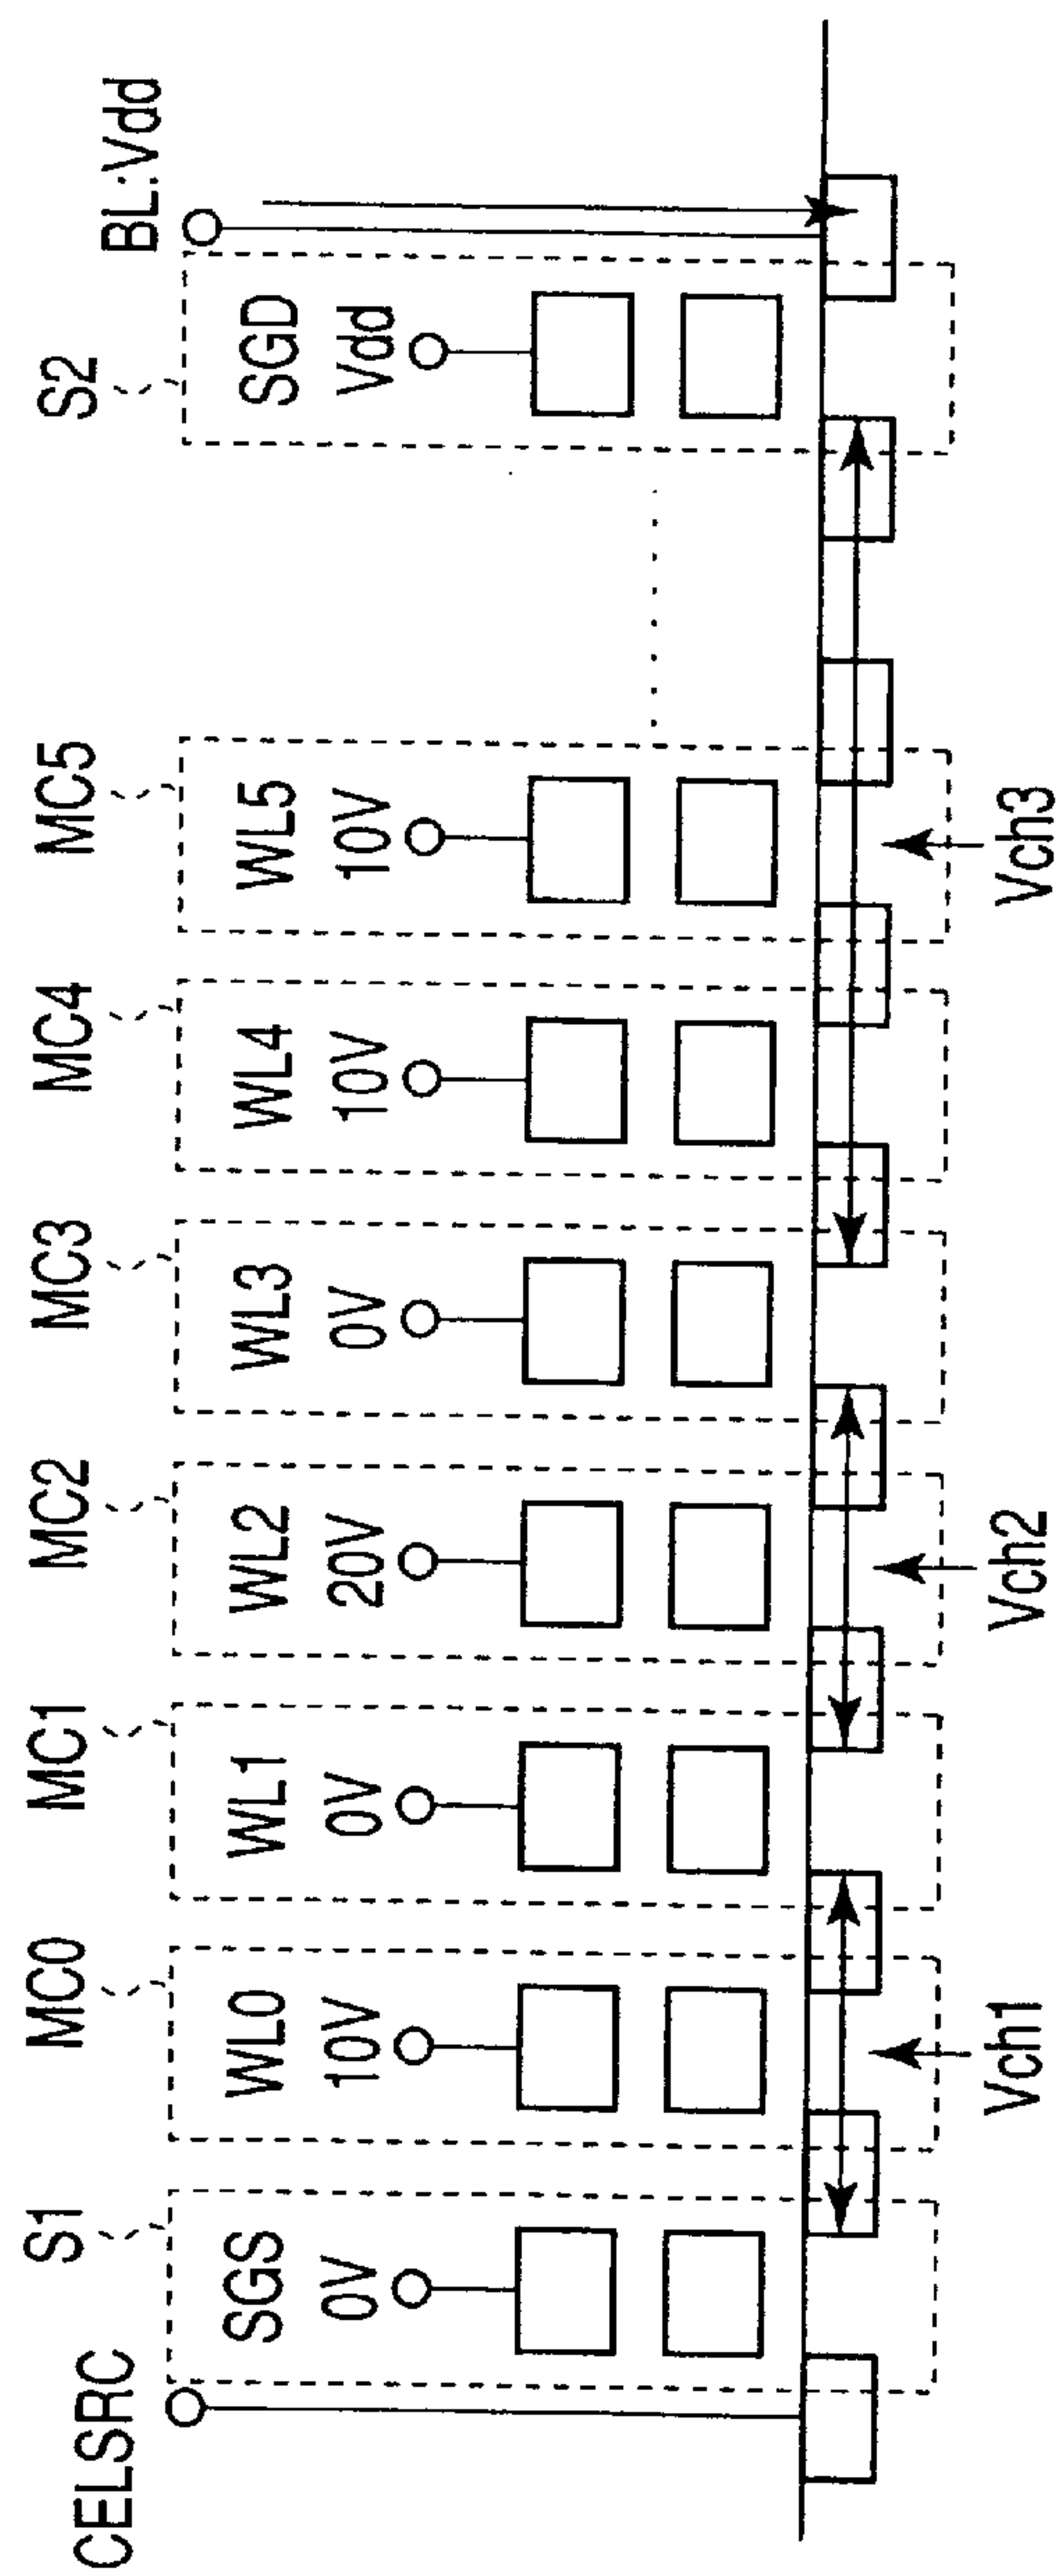 S1
MC0
MC1
MC2
MC3
MC4
MC5
S2
CELSRC
BL:Vdd
SGS
0V
WL0
10V
WL1
0V
WL2
20V
WL3
0V
WL4
10V
WL5
10V
SGD
Vdd
Vch1
Vch2
Vch3